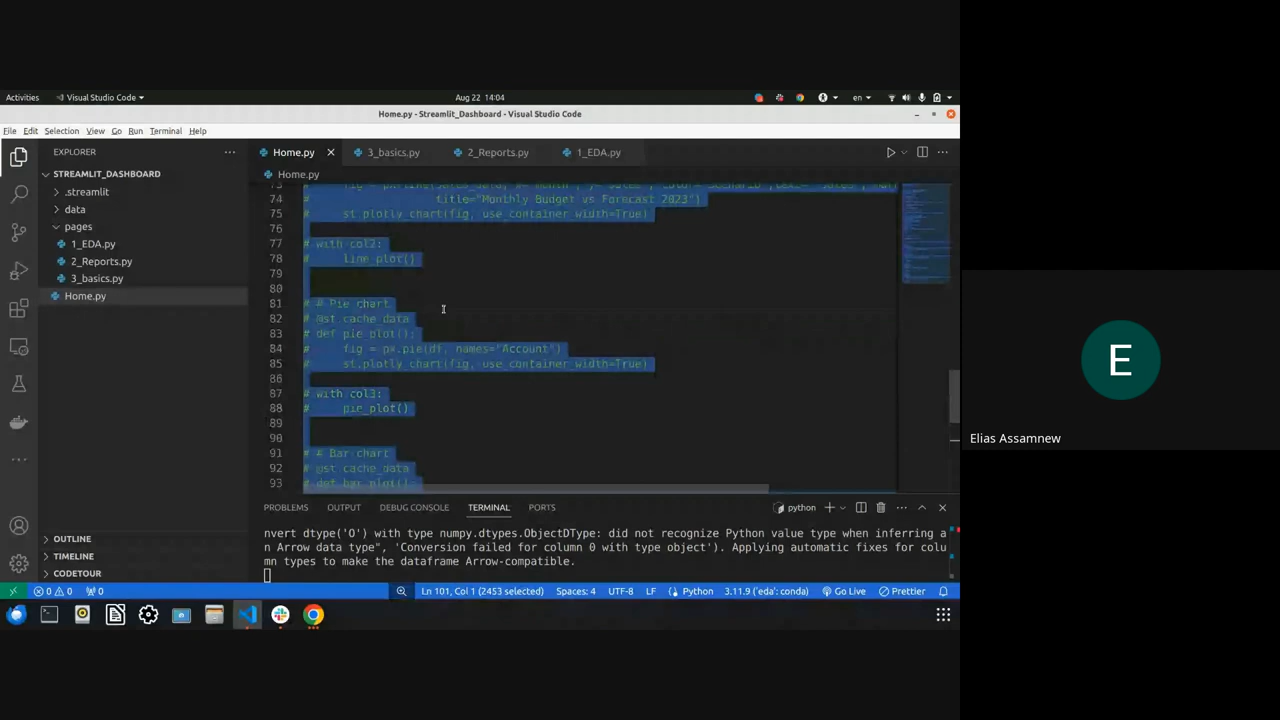 Activities
Visual Studio Code
Aug 22 14:04
en
Home.py - Streamlit_Dashboard - Visual Studio Code
File Edit Selection View Go Run Terminal Help
EXPLORER
Home.py
3_basics.py
2_Reports.py
1_EDA.py
STREAMLIT_DASHBOARD
Home.py
.streamlit
data
pages
1_EDA.py
2_Reports.py
3_basics.py
Home.py
74 # title="Monthly Budget vs Forecast 2023")
75 # st.plotly_chart(fig, use_container_width=True)
76
77 # with col2:
78 # line_plot()
79
80
81 # # Pie chart
82 # @st.cache_data
83 # def pie_plot():
84 # fig = px.pie(df, names="Account")
85 # st.plotly_chart(fig, use_container_width=True)
86
87 # with col3:
88 # pie_plot()
89
90
91 # # Bar chart
92 # @st.cache_data
93 # def bar_plot():
PROBLEMS OUTPUT DEBUG CONSOLE TERMINAL PORTS
python
nvert dtype('O') with type numpy.dtypes.ObjectDType: did not recognize Python value type when inferring a
n Arrow data type", 'Conversion failed for column 0 with type object'). Applying automatic fixes for colu
mn types to make the dataframe Arrow-compatible.
OUTLINE
TIMELINE
CODETOUR
0 0 0
Ln 101, Col 1 (2453 selected) Spaces: 4 UTF-8 LF Python 3.11.9 ('eda': conda) Go Live Prettier
E
Elias Assamnew